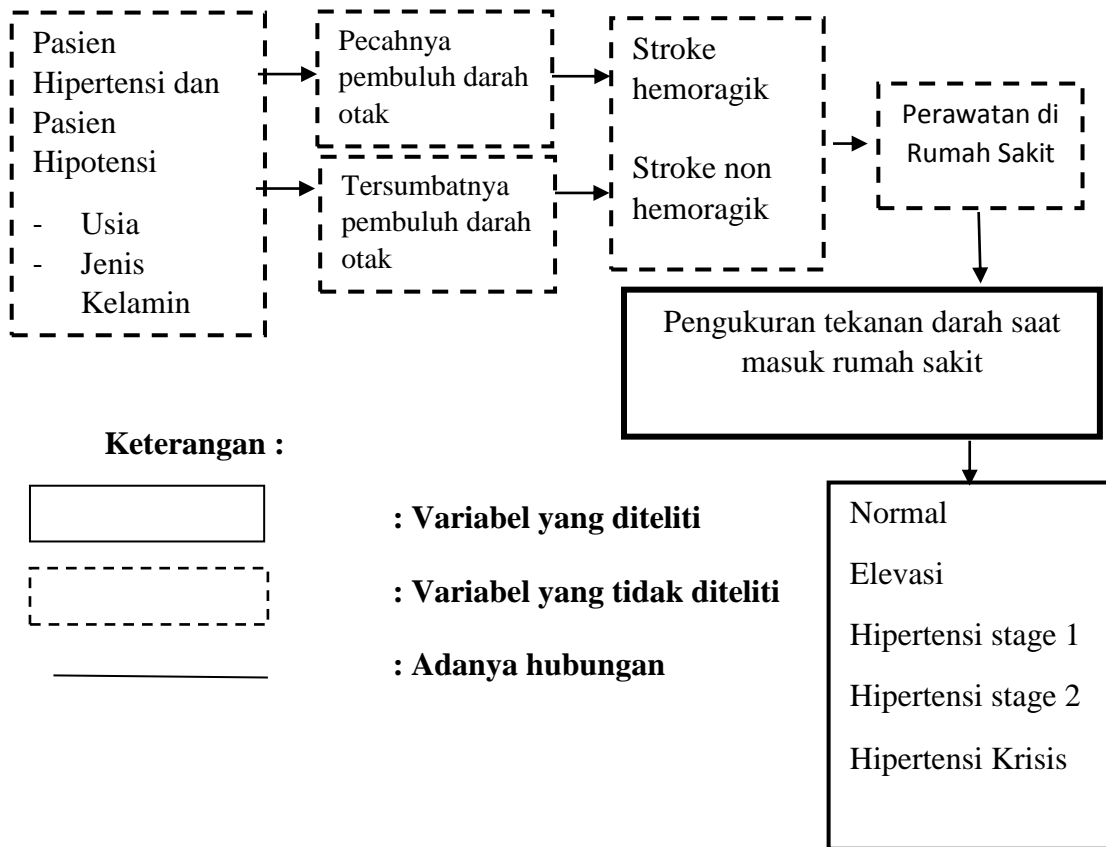 Pasien
Hipertensi dan
Pasien
Hipotensi
- Usia
- Jenis
Kelamin
Pecahnya
pembuluh darah
otak
Tersumbatnya
pembuluh darah
otak
Stroke
hemoragik
Stroke non
hemoragik
Perawatan di
Rumah Sakit
Pengukuran tekanan darah saat
masuk rumah sakit
Normal
Elevasi
Hipertensi stage 1
Hipertensi stage 2
Hipertensi Krisis
Keterangan :
: Variabel yang diteliti
: Variabel yang tidak diteliti
: Adanya hubungan